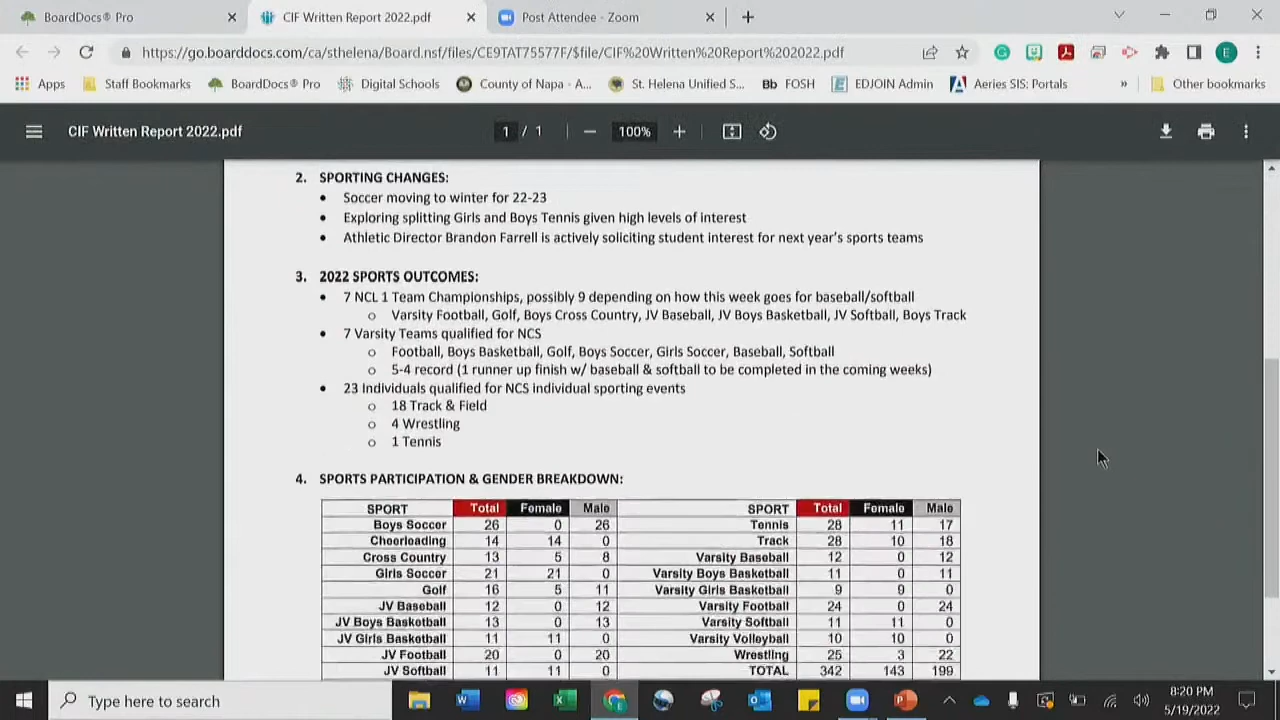 BoardDocs® Pro
CIF Written Report 2022.pdf
Post Attendee - Zoom
https://go.boarddocs.com/ca/sthelena/Board.nsf/files/CE9TAT75577F/$file/CIF%20Written%20Report%202022.pdf
E
Apps
Staff Bookmarks
BoardDocs® Pro
Digital Schools
County of Napa - A...
St. Helena Unified S...
Bb FOSH
EDJOIN Admin
Aeries SIS: Portals
»
Other bookmarks
CIF Written Report 2022.pdf
1 / 1
100%
2. SPORTING CHANGES:
• Soccer moving to winter for 22-23
• Exploring splitting Girls and Boys Tennis given high levels of interest
• Athletic Director Brandon Farrell is actively soliciting student interest for next year's sports teams
3. 2022 SPORTS OUTCOMES:
• 7 NCL 1 Team Championships, possibly 9 depending on how this week goes for baseball/softball
o Varsity Football, Golf, Boys Cross Country, JV Baseball, JV Boys Basketball, JV Softball, Boys Track
• 7 Varsity Teams qualified for NCS
o Football, Boys Basketball, Golf, Boys Soccer, Girls Soccer, Baseball, Softball
o 5-4 record (1 runner up finish w/ baseball & softball to be completed in the coming weeks)
• 23 Individuals qualified for NCS individual sporting events
o 18 Track & Field
o 4 Wrestling
o 1 Tennis
4. SPORTS PARTICIPATION & GENDER BREAKDOWN:
SPORT Total Female Male SPORT Total Female Male
Boys Soccer 26 0 26 Tennis 28 11 17
Cheerleading 14 14 0 Track 28 10 18
Cross Country 13 5 8 Varsity Baseball 12 0 12
Girls Soccer 21 21 0 Varsity Boys Basketball 11 0 11
Golf 16 5 11 Varsity Girls Basketball 9 9 0
JV Baseball 12 0 12 Varsity Football 24 0 24
JV Boys Basketball 13 0 13 Varsity Softball 11 11 0
JV Girls Basketball 11 11 0 Varsity Volleyball 10 10 0
JV Football 20 0 20 Wrestling 25 3 22
JV Softball 11 11 0 TOTAL 342 143 199
Type here to search
8:20 PM
5/19/2022